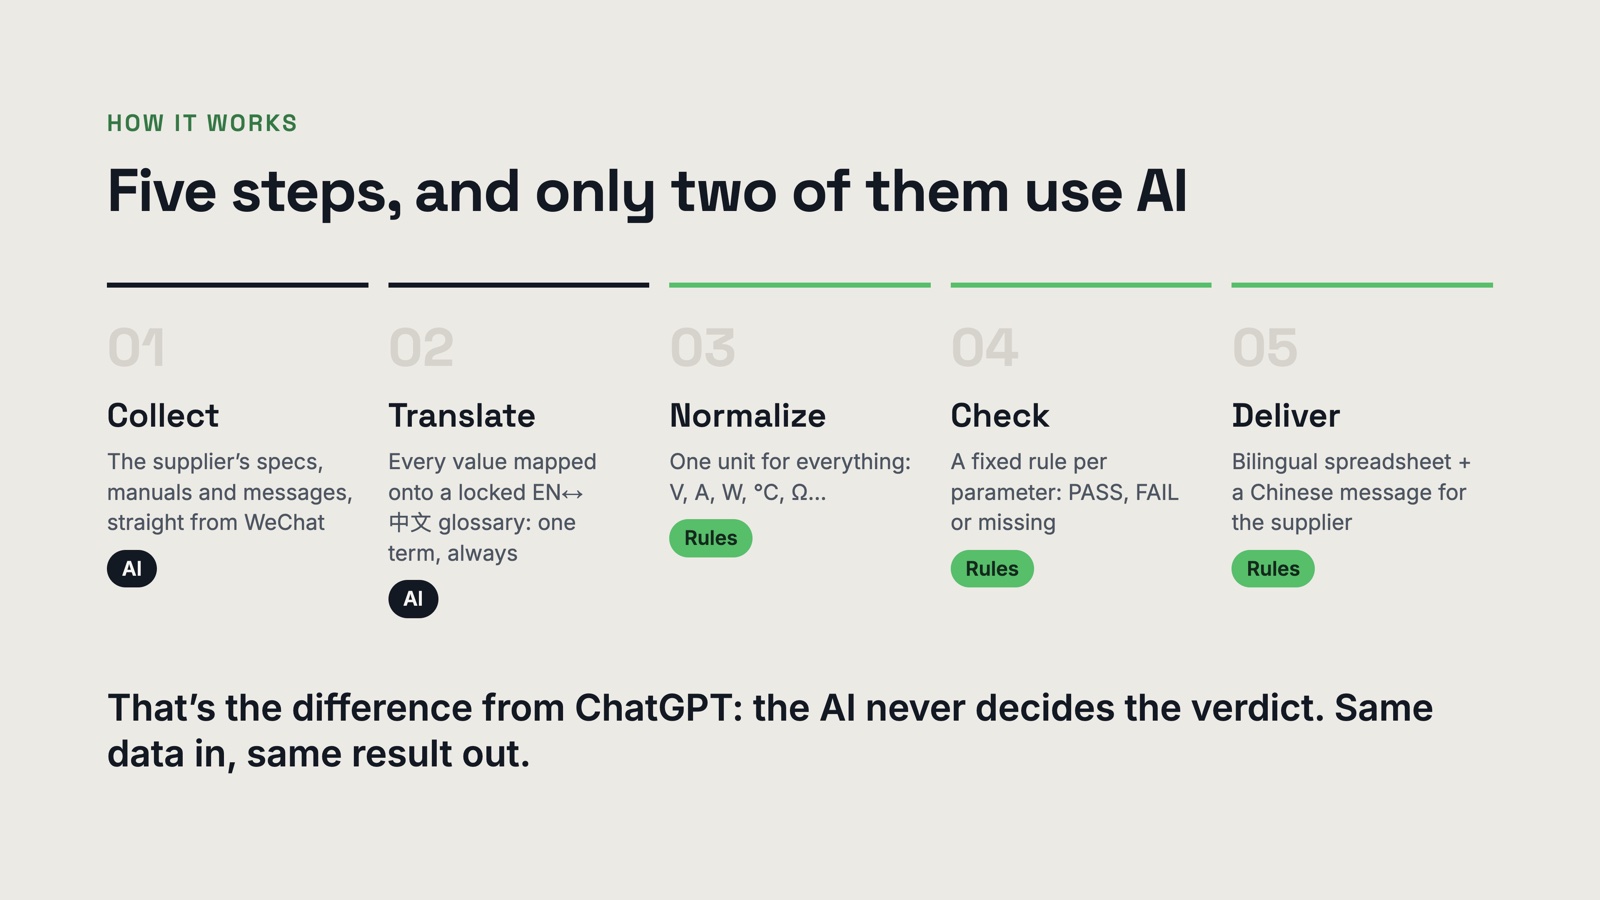 HOW IT WORKS
Five steps, and only two of them use AI
01
Collect
The supplier’s specs,
manuals and messages,
straight from WeChat
AI
02
Translate
Every value mapped
onto a locked EN↔
中文 glossary: one
term, always
AI
03
Normalize
One unit for everything:
V, A, W, °C, Ω…
Rules
04
Check
A fixed rule per
parameter: PASS, FAIL
or missing
Rules
05
Deliver
Bilingual spreadsheet +
a Chinese message for
the supplier
Rules
That’s the difference from ChatGPT: the AI never decides the verdict. Same
data in, same result out.